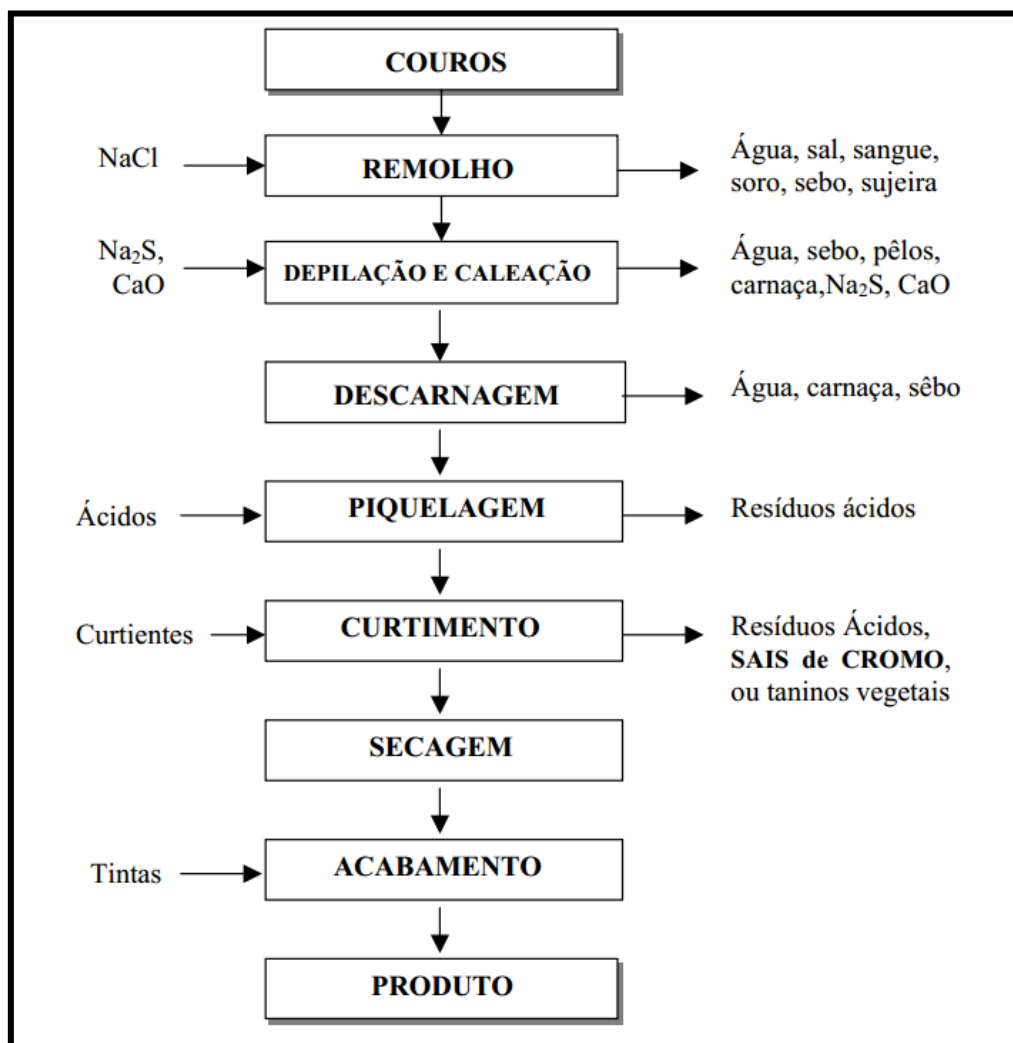 COUROS
NaCl
REMOLHO
Água, sal, sangue,
soro, sebo, sujeira
Na₂S,
CaO
DEPILAÇÃO E CALEAÇÃO
Água, sebo, pêlos,
carnaça,Na₂S, CaO
DESCARNAGEM
Água, carnaça, sêbo
Ácidos
PIQUELAGEM
Resíduos ácidos
Curtientes
CURTIMENTO
Resíduos Ácidos,
SAIS de CROMO,
ou taninos vegetais
SECAGEM
Tintas
ACABAMENTO
PRODUTO